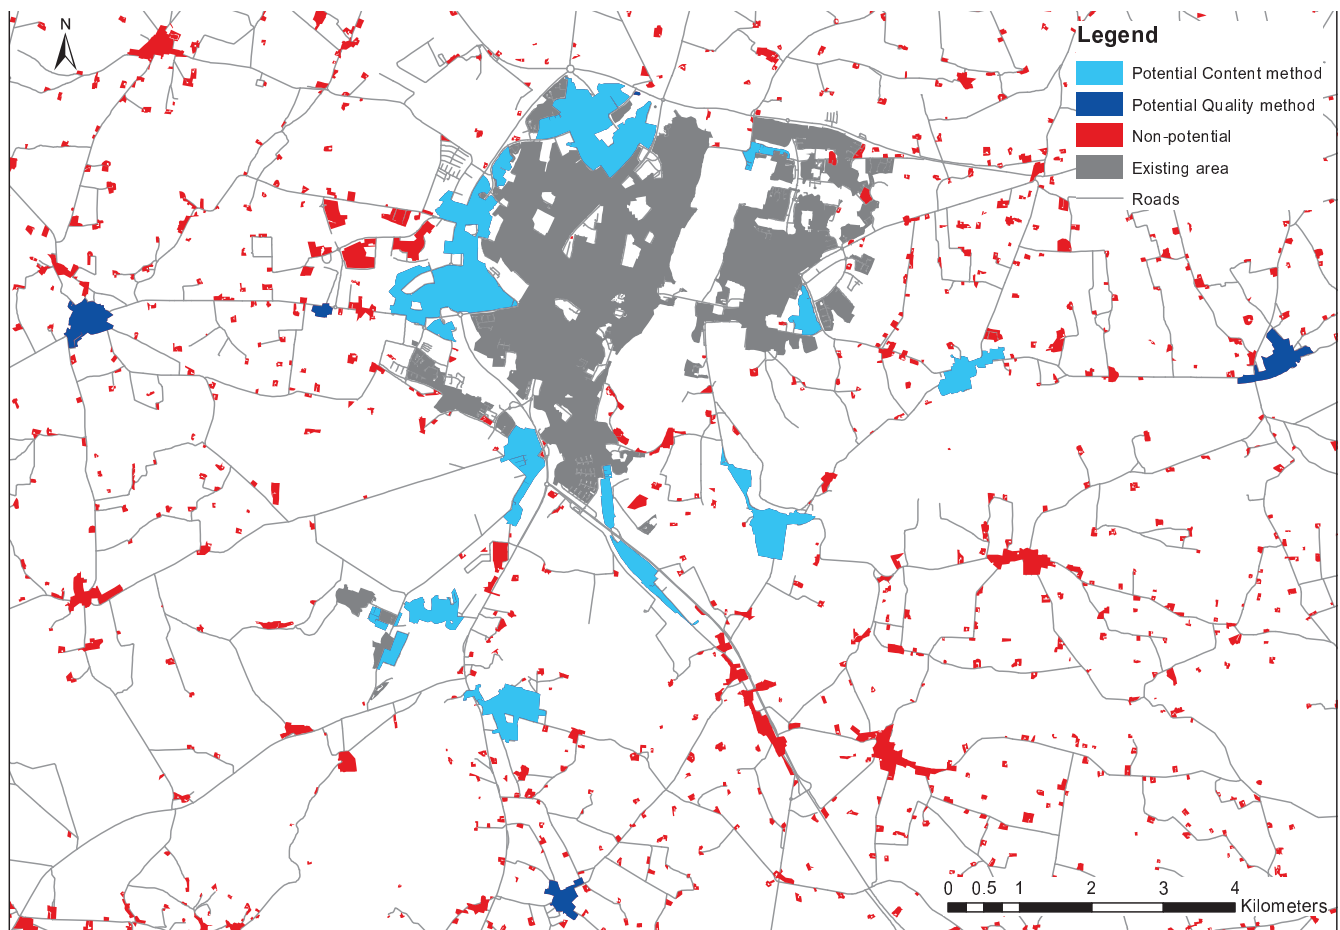 N
Legend
Potential Content method
Potential Quality method
Non-potential
Existing area
Roads
0 0.5 1 2 3 4
Kilometers